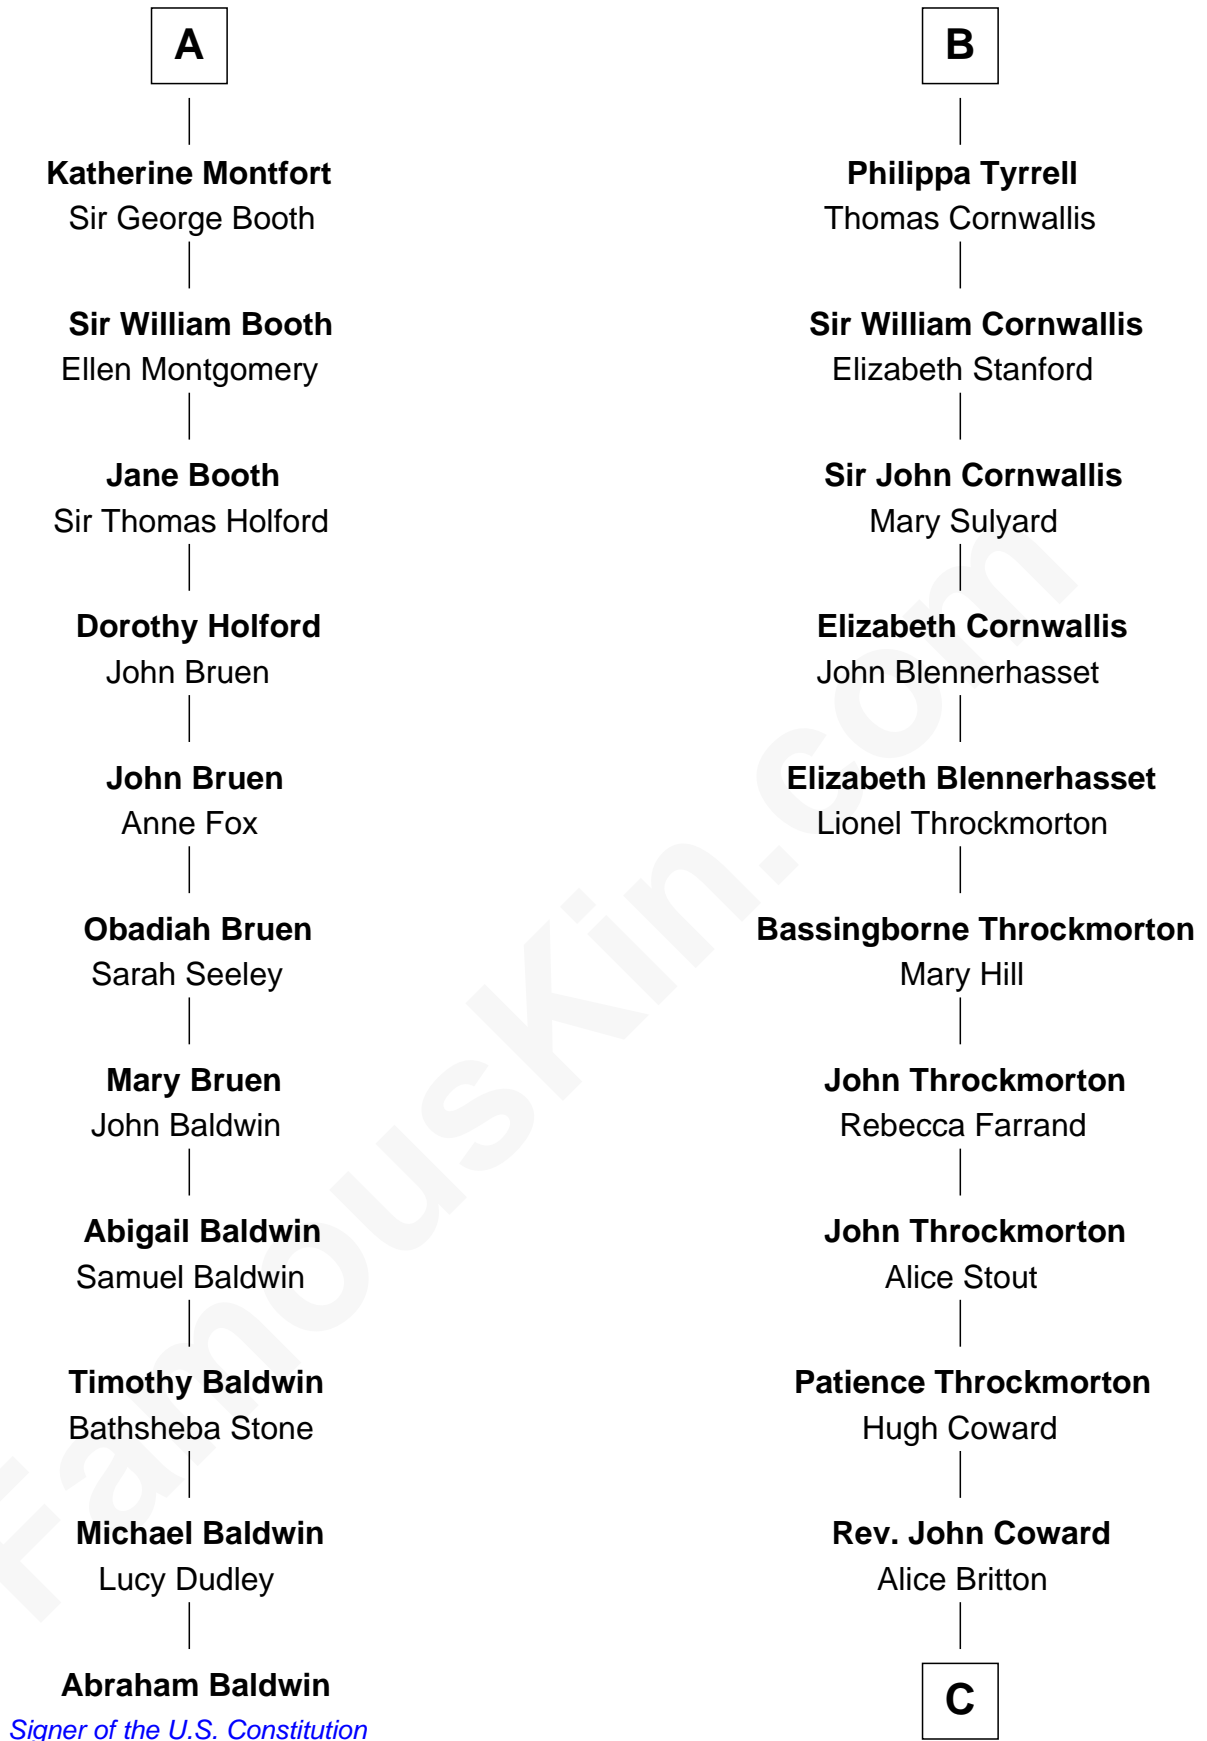 A
Katherine Montfort
Sir George Booth
Sir William Booth
Ellen Montgomery
Jane Booth
Sir Thomas Holford
Dorothy Holford
John Bruen
John Bruen
Anne Fox
Obadiah Bruen
Sarah Seeley
Mary Bruen
John Baldwin
Abigail Baldwin
Samuel Baldwin
Timothy Baldwin
Bathsheba Stone
Michael Baldwin
Lucy Dudley
Abraham Baldwin
Signer of the U.S. Constitution
B
Philippa Tyrrell
Thomas Cornwallis
Sir William Cornwallis
Elizabeth Stanford
Sir John Cornwallis
Mary Sulyard
Elizabeth Cornwallis
John Blennerhasset
Elizabeth Blennerhasset
Lionel Throckmorton
Bassingborne Throckmorton
Mary Hill
John Throckmorton
Rebecca Farrand
John Throckmorton
Alice Stout
Patience Throckmorton
Hugh Coward
Rev. John Coward
Alice Britton
C
FamousKin.com